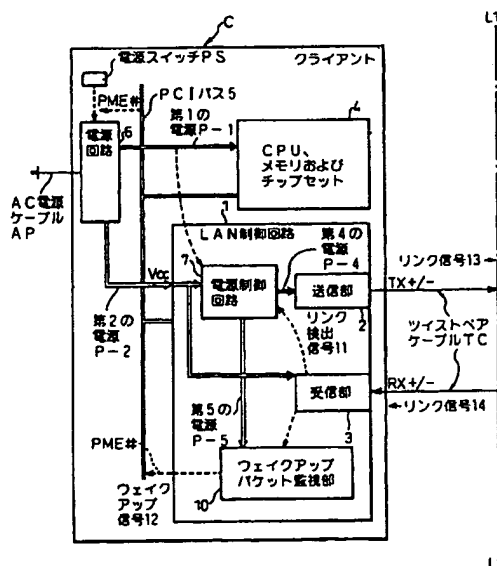 C
電源スイッチPS
クライアント
PME#
PCIバス5
第1の
電源P-1
電源
回路
6
4
CPU、
メモリおよび
チップセット
AC電源
ケーブル
AP
1
LAN制御回路
Vcc
7
電源制御
回路
第4の
電源
P-4
送信部
2
リンク信号13
TX+/-
第2の
電源
P-2
リンク
検出
信号11
ツイストペア
ケーブルTC
受信部
3
RX+/-
リンク信号14
第5の
電源
P-5
PME#
ウェイク
アップ
信号12
ウェイクアップ
パケット監視部
10